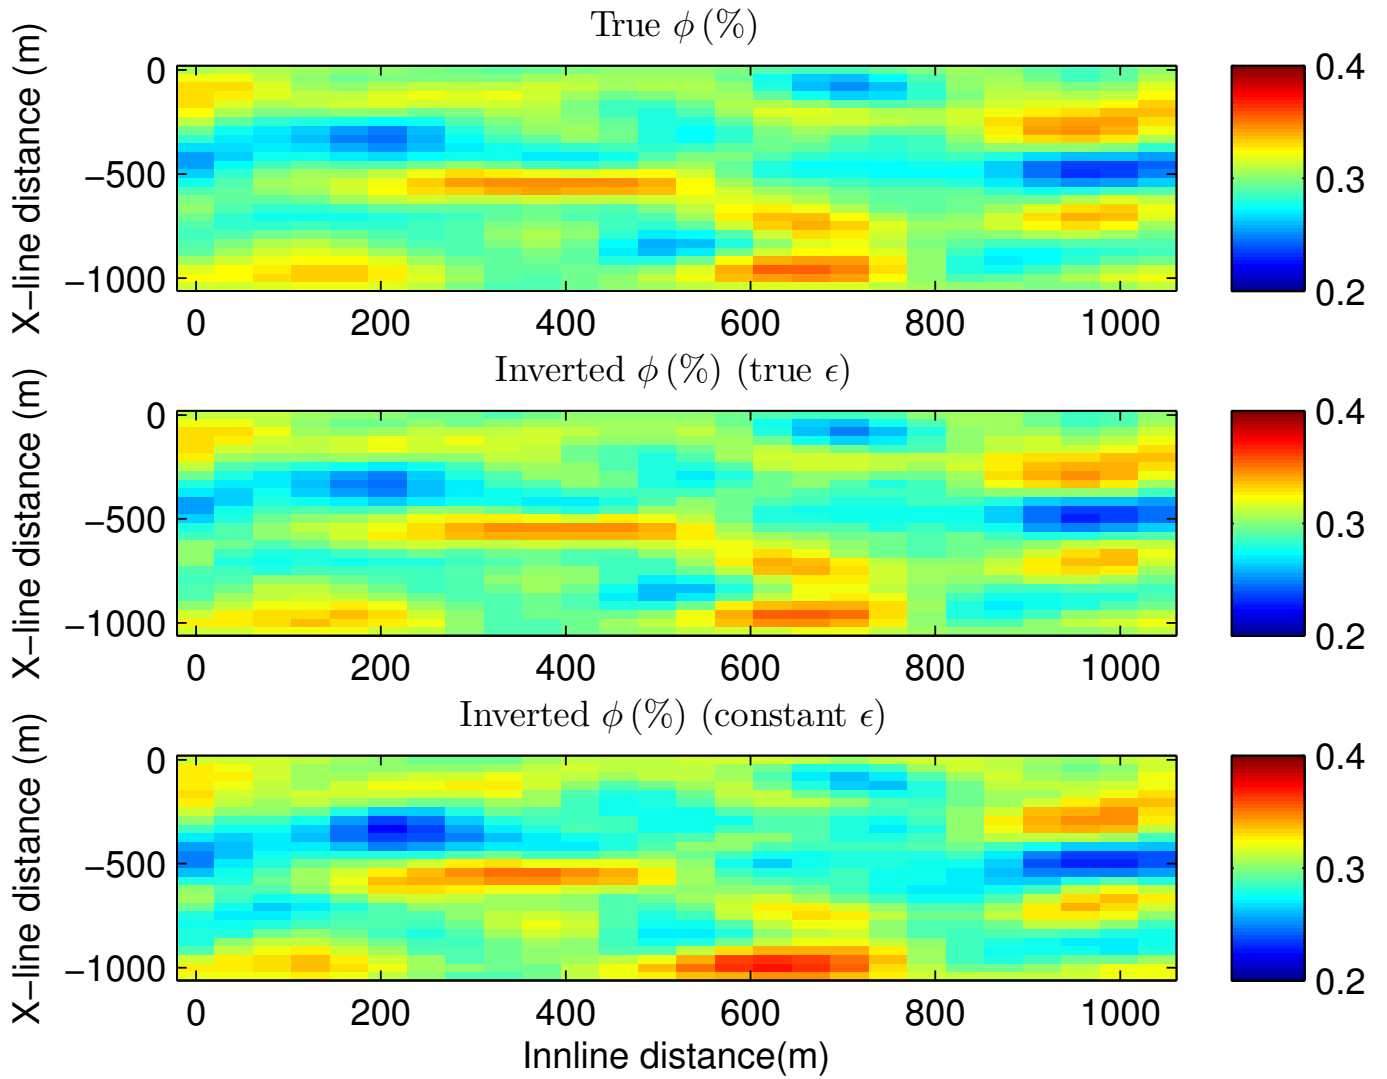 True ϕ (%)
X−line distance (m)
0
−500
−1000
0 200 400 600 800 1000
0.4
0.3
0.2
Inverted ϕ (%) (true ϵ)
X−line distance (m)
0
−500
−1000
0 200 400 600 800 1000
0.4
0.3
0.2
Inverted ϕ (%) (constant ϵ)
X−line distance (m)
0
−500
−1000
0 200 400 600 800 1000
0.4
0.3
0.2
Innline distance(m)